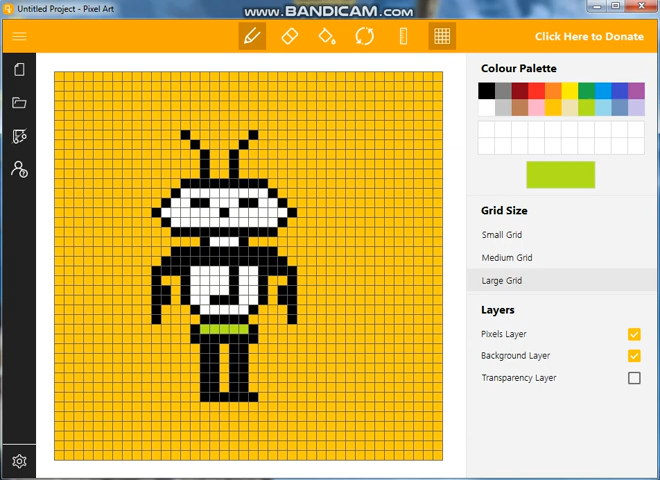 Untitled Project - Pixel Art
www.BANDICAM.com
Click Here to Donate
Colour Palette
Grid Size
Small Grid
Medium Grid
Large Grid
Layers
Pixels Layer
Background Layer
Transparency Layer